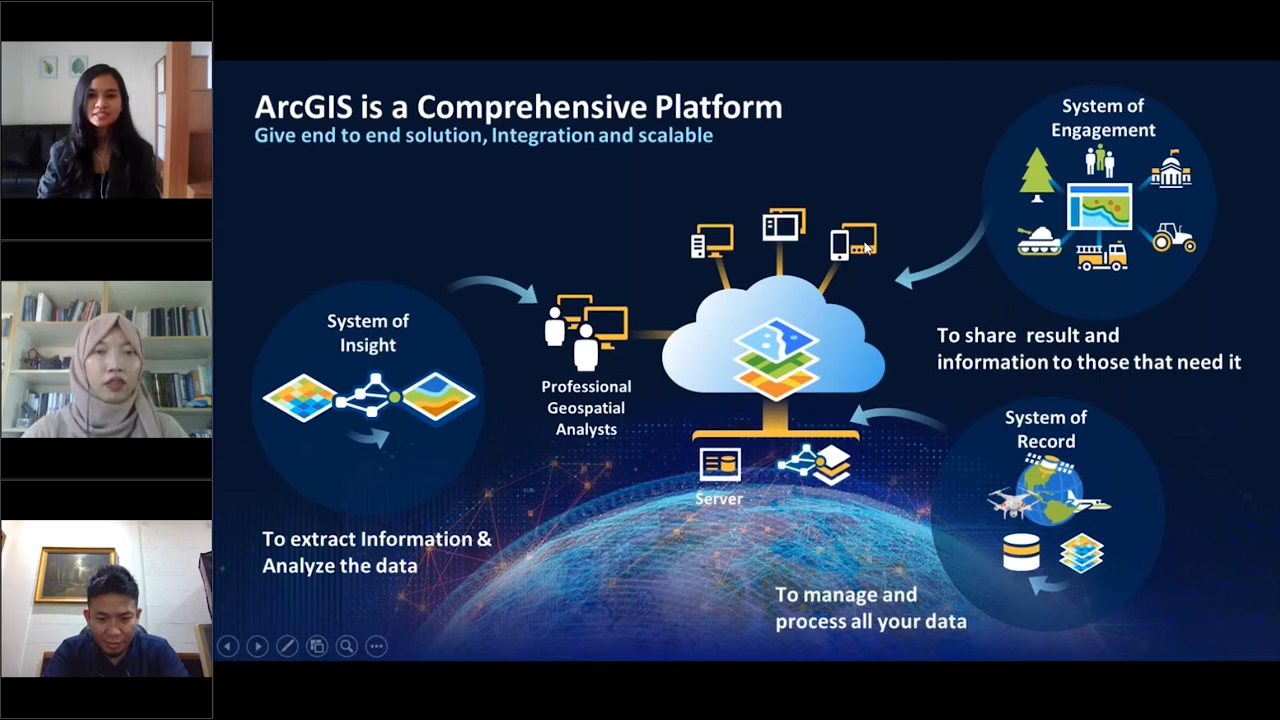 ArcGIS is a Comprehensive Platform
Give end to end solution, Integration and scalable
System of
Engagement
To share result and
information to those that need it
System of
Insight
Professional
Geospatial
Analysts
To extract Information &
Analyze the data
Server
System of
Record
To manage and
process all your data